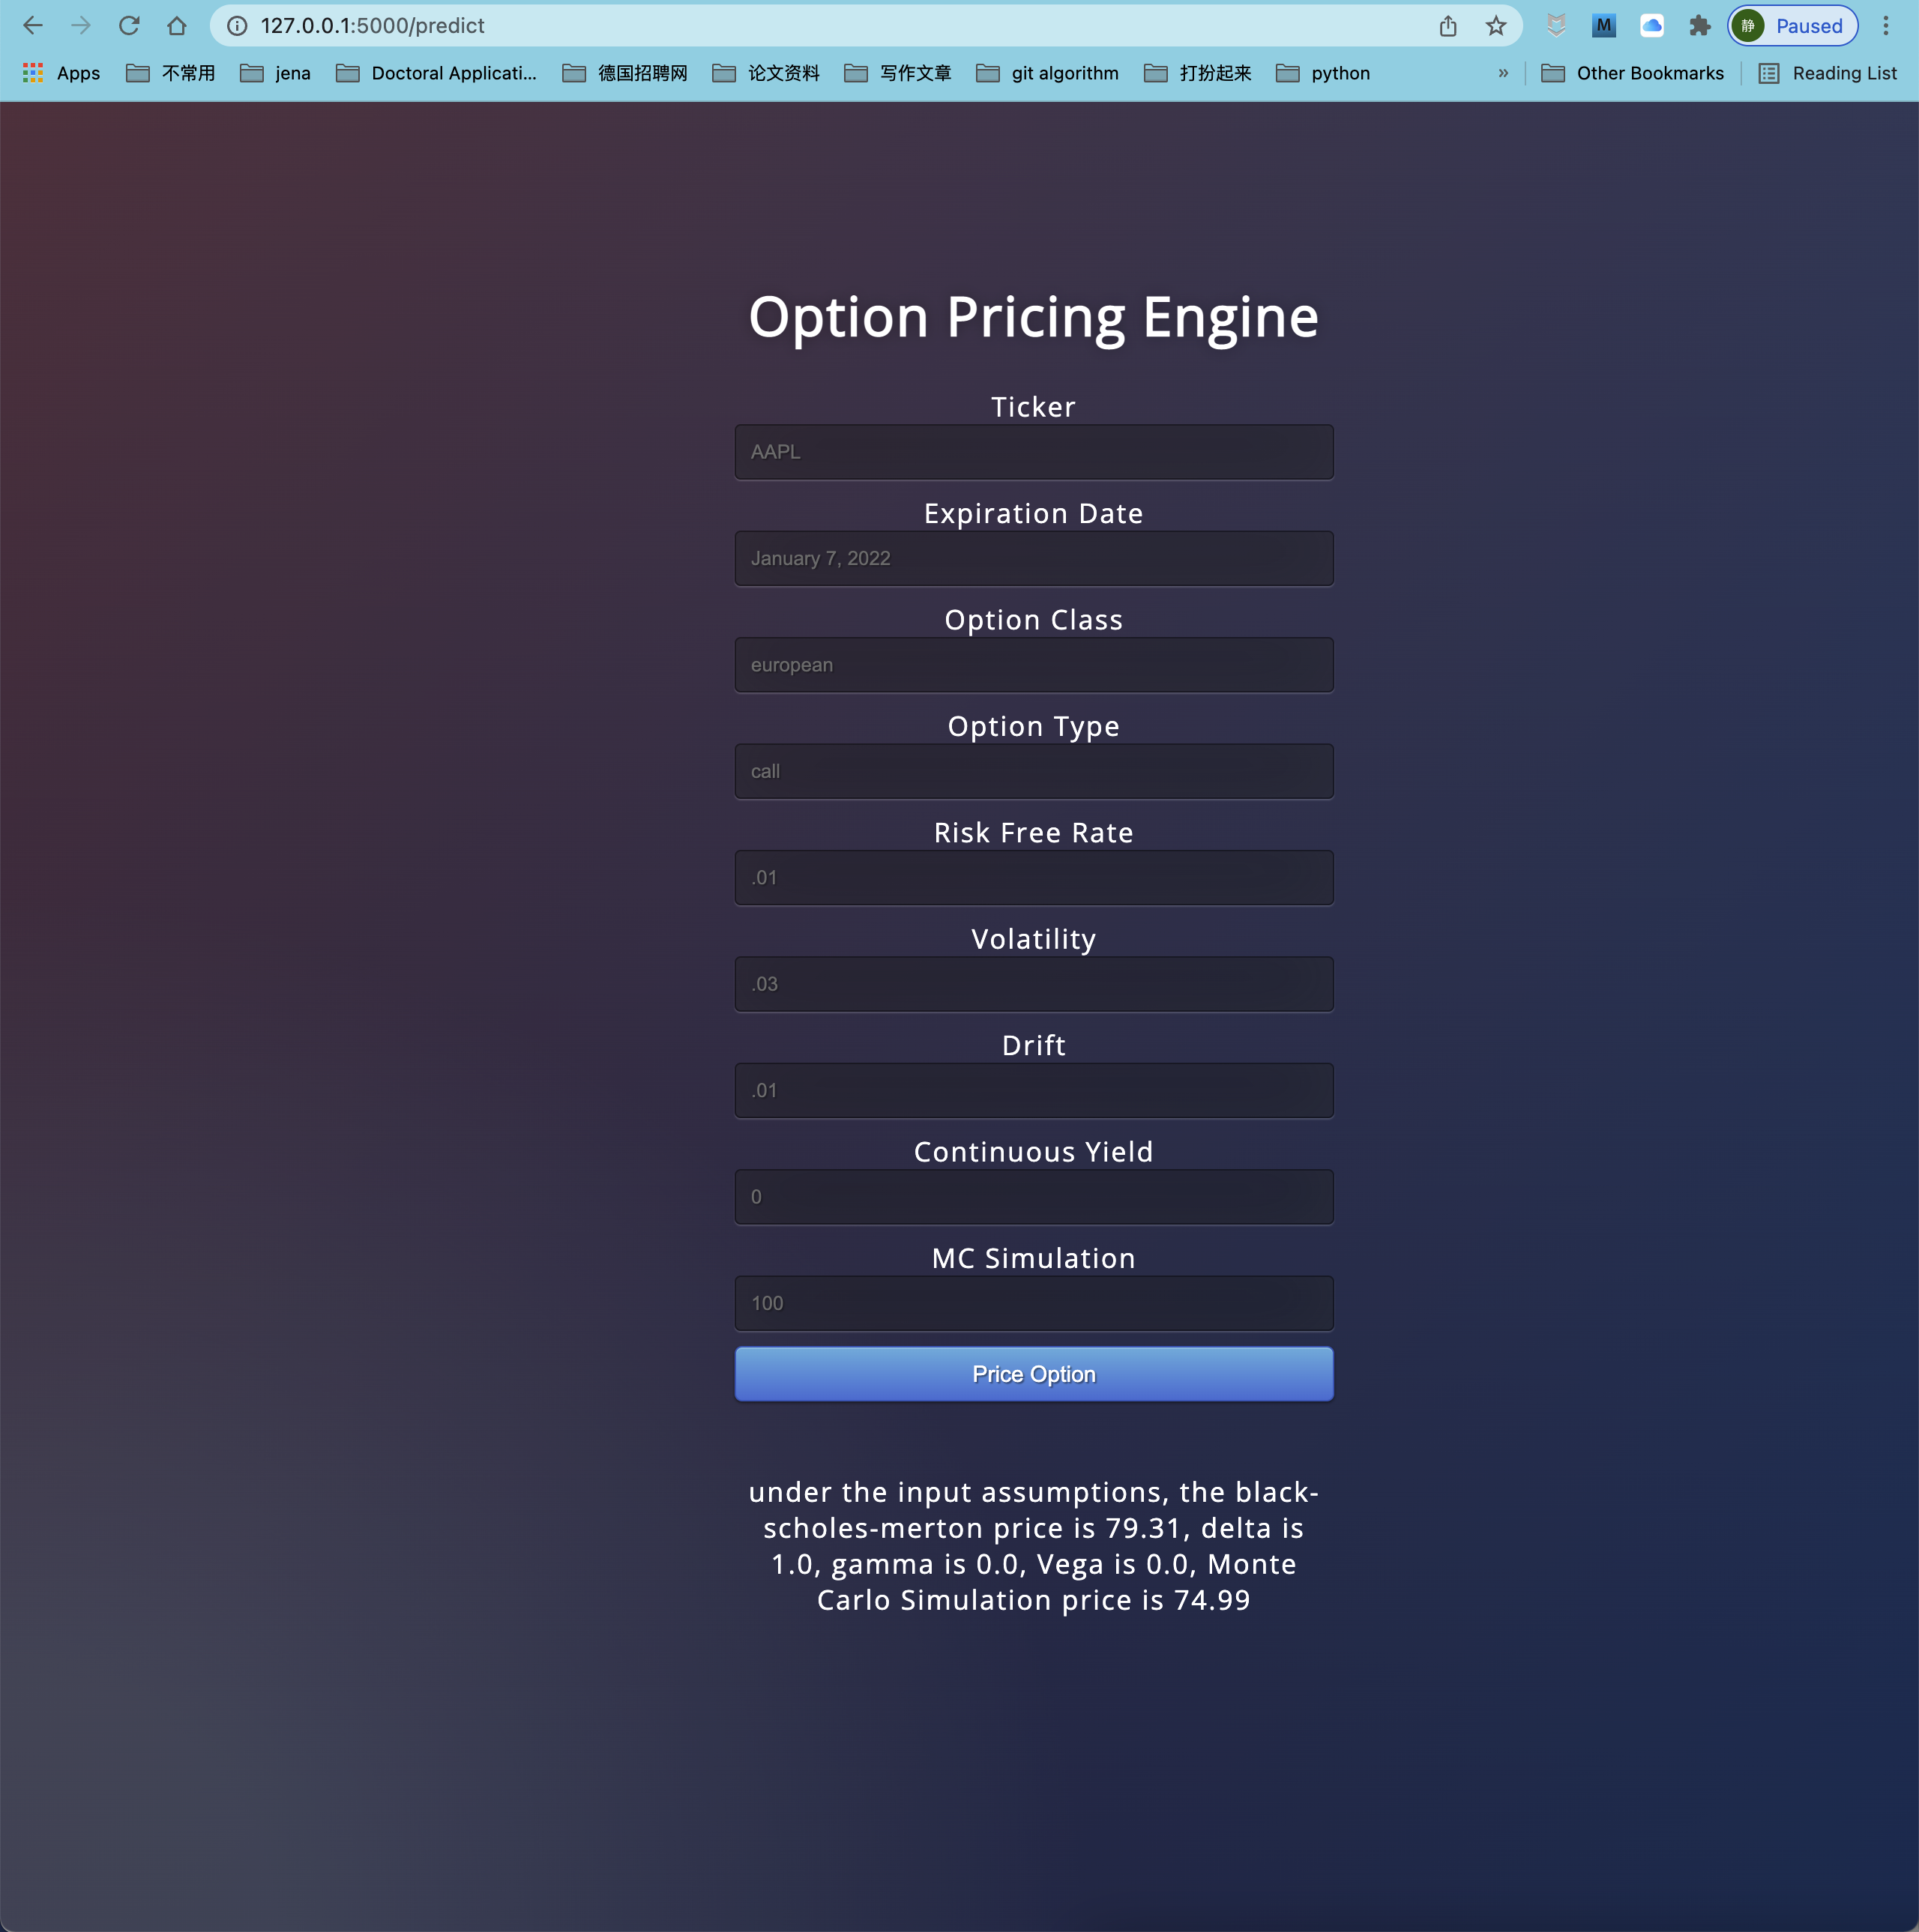 127.0.0.1:5000/predict
静 Paused
Apps 不常用 jena Doctoral Applicati... 德国招聘网 论文资料 写作文章 git algorithm 打扮起来 python » Other Bookmarks Reading List
Option Pricing Engine
Ticker
AAPL
Expiration Date
January 7, 2022
Option Class
european
Option Type
call
Risk Free Rate
.01
Volatility
.03
Drift
.01
Continuous Yield
0
MC Simulation
100
Price Option
under the input assumptions, the black-
scholes-merton price is 79.31, delta is
1.0, gamma is 0.0, Vega is 0.0, Monte
Carlo Simulation price is 74.99